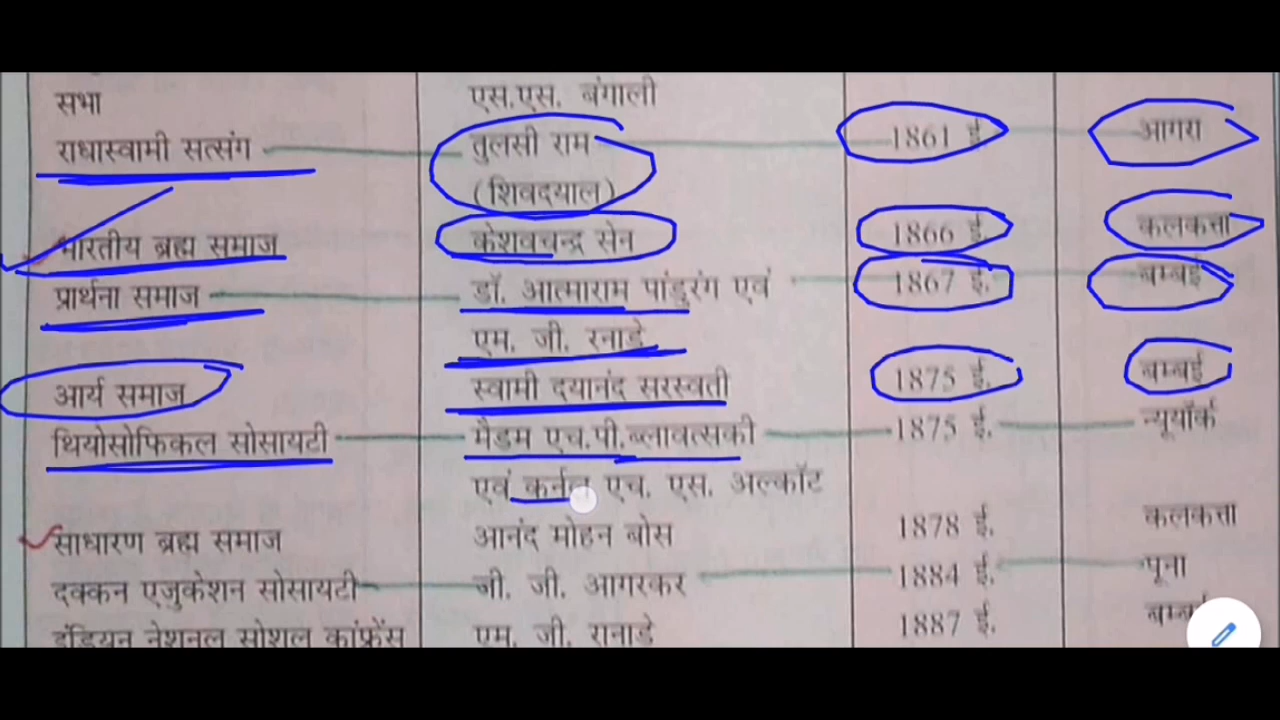 सभा एस.एस. बंगाली
राधास्वामी सत्संग तुलसी राम 1861 ई. आगरा
(शिवदयाल)
भारतीय ब्रह्म समाज केशवचन्द्र सेन 1866 ई. कलकत्ता
प्रार्थना समाज डॉ. आत्माराम पांडुरंग एवं 1867 ई. बम्बई
एम. जी. रनाडे
आर्य समाज स्वामी दयानंद सरस्वती 1875 ई. बम्बई
थियोसोफिकल सोसायटी मैडम एच.पी.ब्लावत्सकी 1875 ई. न्यूयॉर्क
एवं कर्नल एच. एस. अल्कॉट
साधारण ब्रह्म समाज आनंद मोहन बोस 1878 ई. कलकत्ता
दक्कन एजुकेशन सोसायटी जी. जी. आगरकर 1884 ई. पूना
इंडियन नेशनल सोशल कांफ्रेंस एम. जी. रानाडे 1887 ई. बम्बई